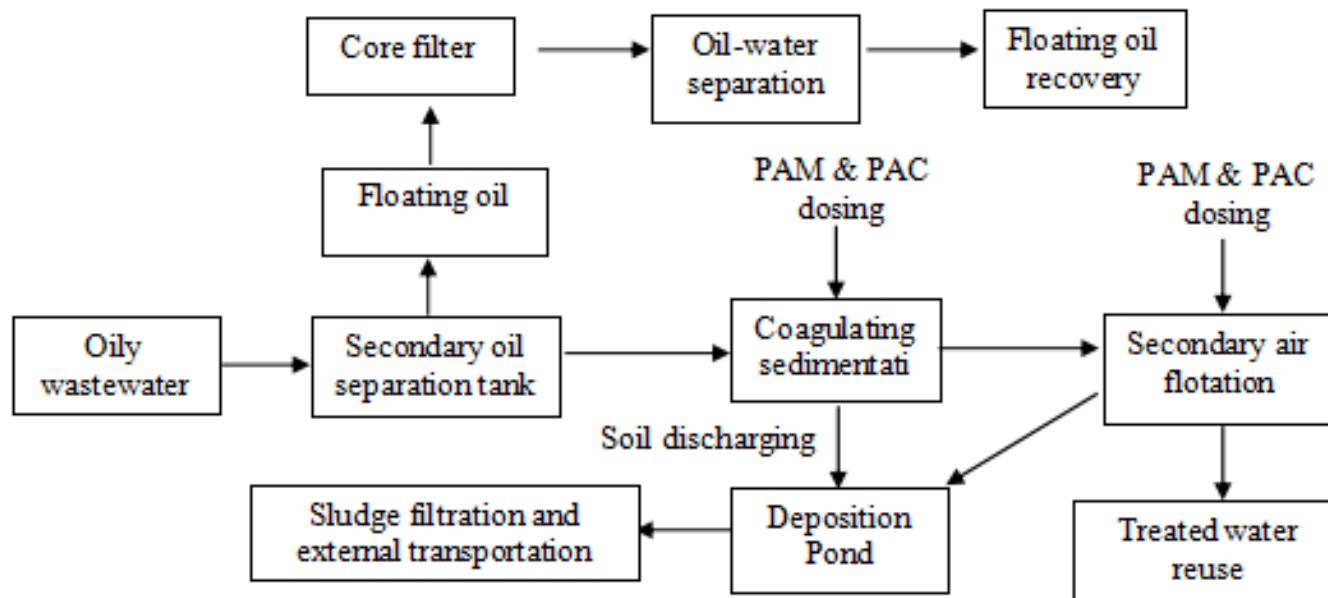 Core filter
Oil-water
separation
Floating oil
recovery
Floating oil
PAM & PAC
dosing
PAM & PAC
dosing
Oily
wastewater
Secondary oil
separation tank
Coagulating
sedimentati
Secondary air
flotation
Soil discharging
Sludge filtration and
external transportation
Deposition
Pond
Treated water
reuse